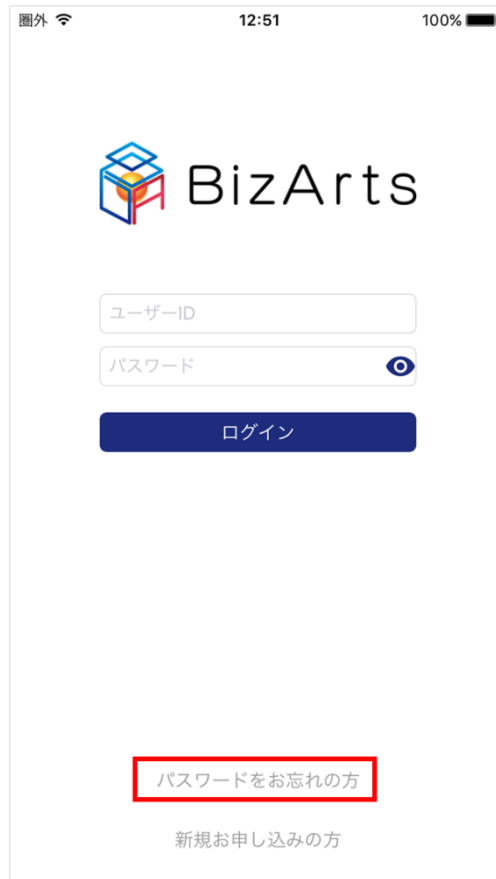 圏外 12:51 100%
BizArts
ユーザーID
パスワード
ログイン
パスワードをお忘れの方
新規お申し込みの方